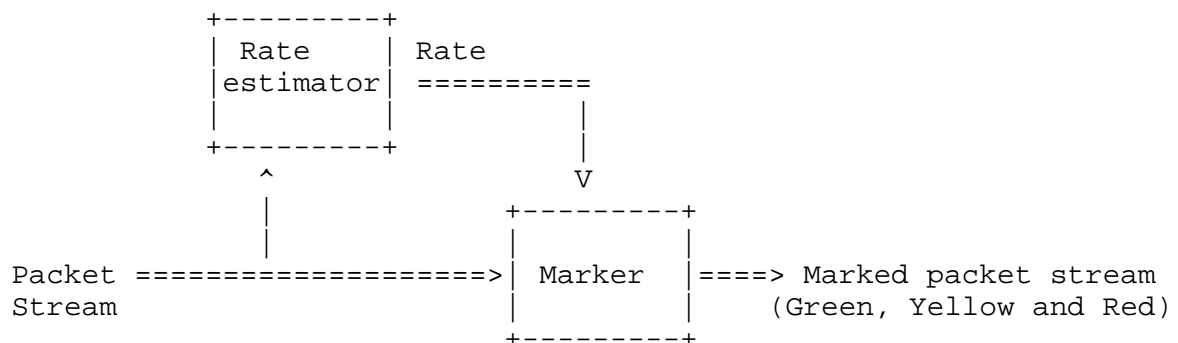 Rate Rate
estimator ==========
V
Packet ====================> Marker ====> Marked packet stream
Stream (Green, Yellow and Red)